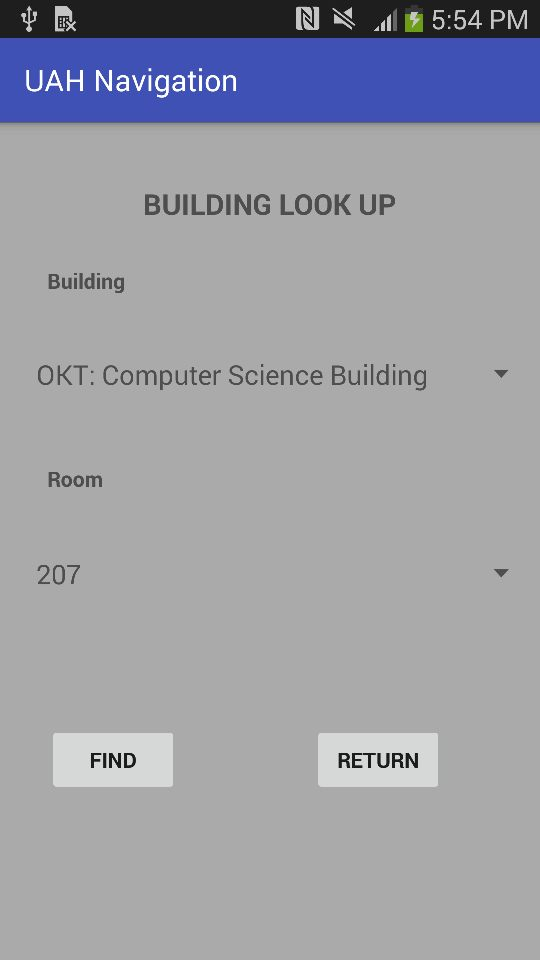 5:54 PM
UAH Navigation
BUILDING LOOK UP
Building
OKT: Computer Science Building
Room
207
FIND
RETURN